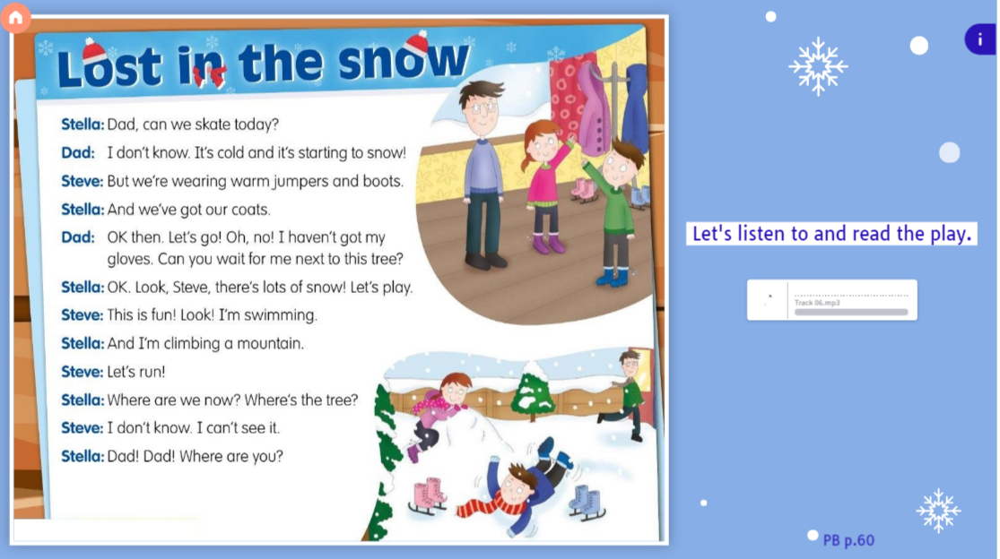 Lost in the snow
Stella: Dad, can we skate today?
Dad: I don't know. It's cold and it's starting to snow!
Steve: But we're wearing warm jumpers and boots.
Stella: And we've got our coats.
Dad: OK then. Let's go! Oh, no! I haven't got my
gloves. Can you wait for me next to this tree?
Stella: OK. Look, Steve, there's lots of snow! Let's play.
Steve: This is fun! Look! I'm swimming.
Stella: And I'm climbing a mountain.
Steve: Let's run!
Stella: Where are we now? Where's the tree?
Steve: I don't know. I can't see it.
Stella: Dad! Dad! Where are you?
i
Let's listen to and read the play.
Track 06.mp3
PB p.60